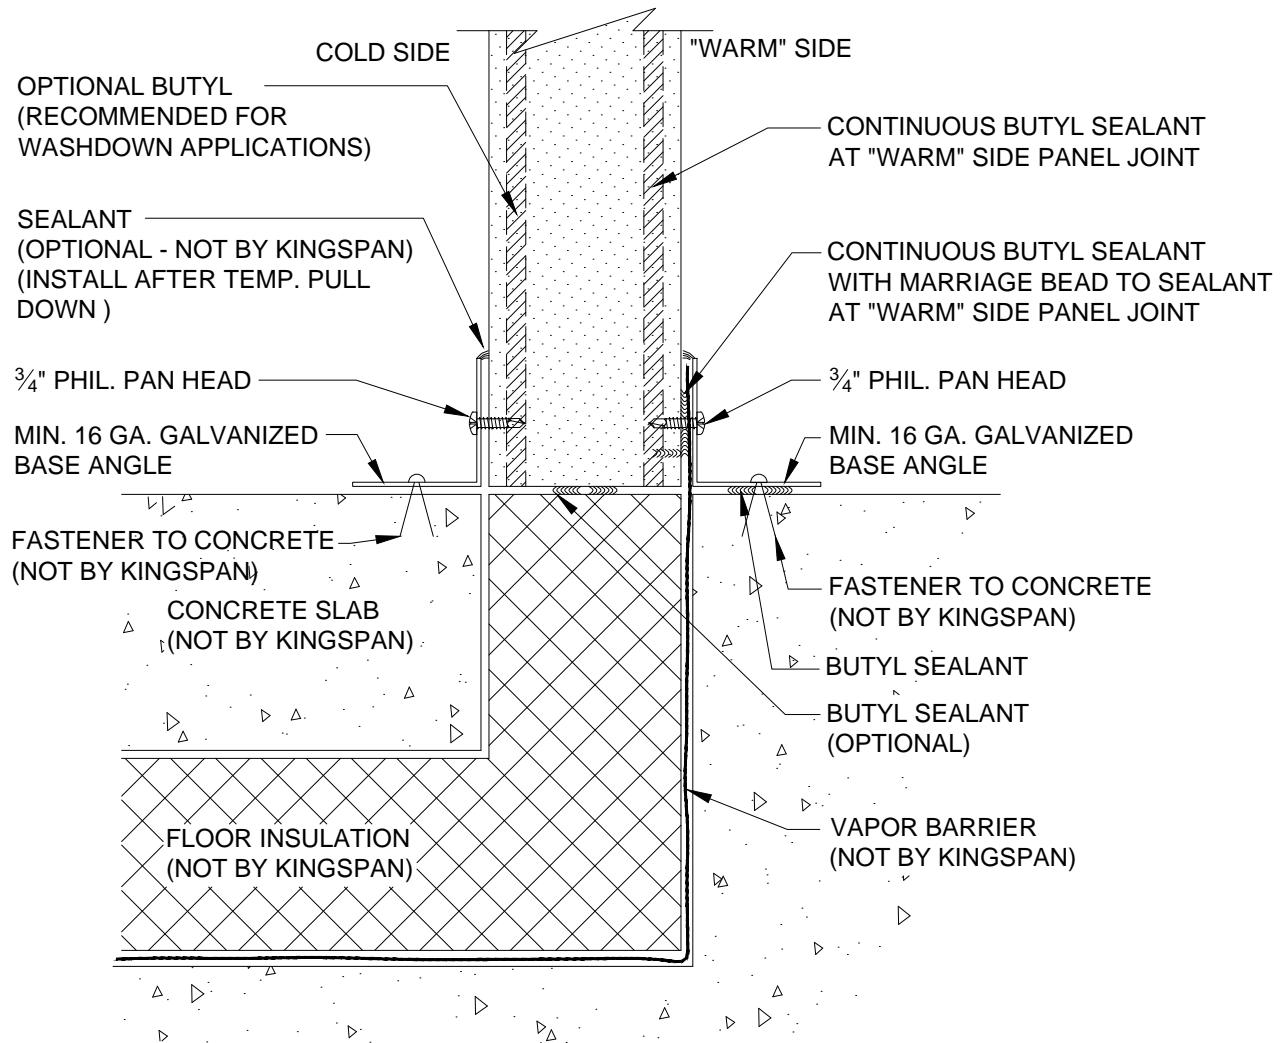 COLD SIDE
"WARM" SIDE
OPTIONAL BUTYL
(RECOMMENDED FOR
WASHDOWN APPLICATIONS)
SEALANT
(OPTIONAL - NOT BY KINGSPAN)
(INSTALL AFTER TEMP. PULL
DOWN )
¾" PHIL. PAN HEAD
MIN. 16 GA. GALVANIZED
BASE ANGLE
FASTENER TO CONCRETE
(NOT BY KINGSPAN)
CONCRETE SLAB
(NOT BY KINGSPAN)
FLOOR INSULATION
(NOT BY KINGSPAN)
CONTINUOUS BUTYL SEALANT
AT "WARM" SIDE PANEL JOINT
CONTINUOUS BUTYL SEALANT
WITH MARRIAGE BEAD TO SEALANT
AT "WARM" SIDE PANEL JOINT
¾" PHIL. PAN HEAD
MIN. 16 GA. GALVANIZED
BASE ANGLE
FASTENER TO CONCRETE
(NOT BY KINGSPAN)
BUTYL SEALANT
BUTYL SEALANT
(OPTIONAL)
VAPOR BARRIER
(NOT BY KINGSPAN)